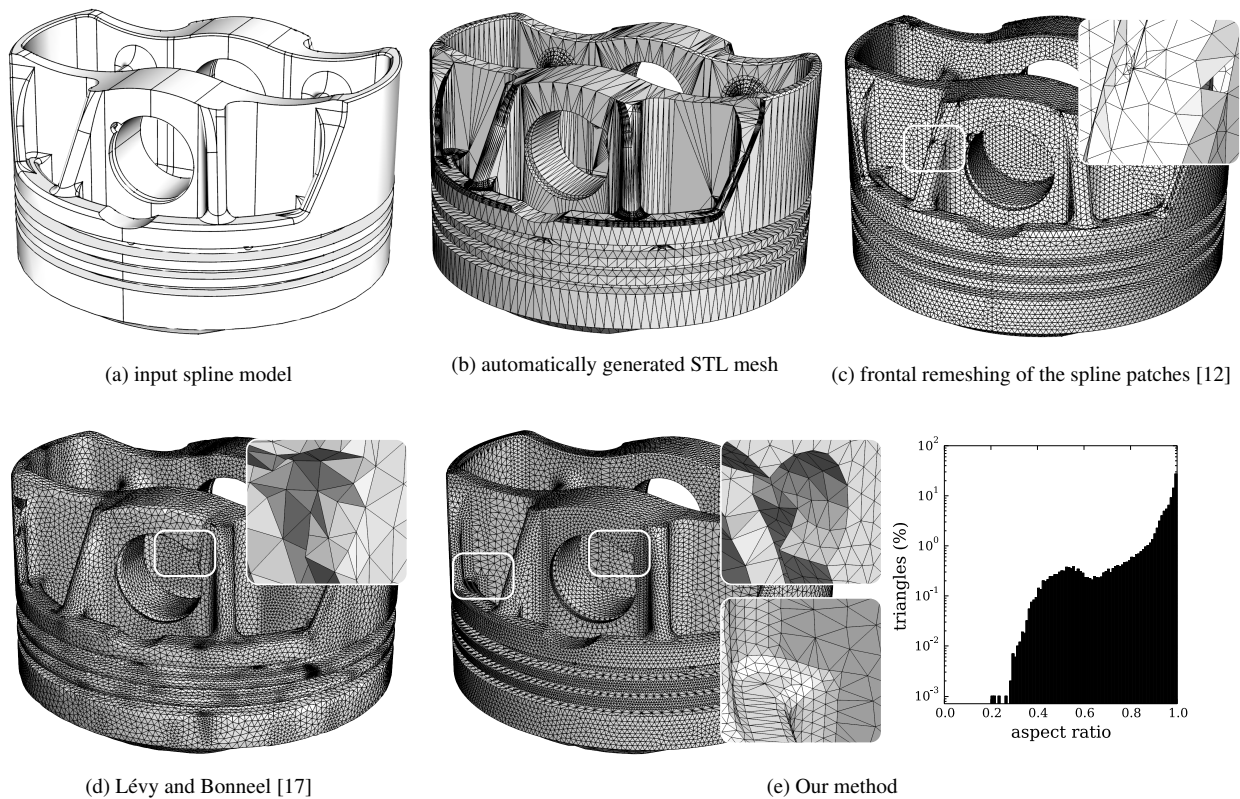 (a) input spline model
(b) automatically generated STL mesh
(c) frontal remeshing of the spline patches [12]
10^2
10^1
10^0
10^-1
10^-2
10^-3
triangles (%)
0.0 0.2 0.4 0.6 0.8 1.0
aspect ratio
(d) Lévy and Bonneel [17]
(e) Our method